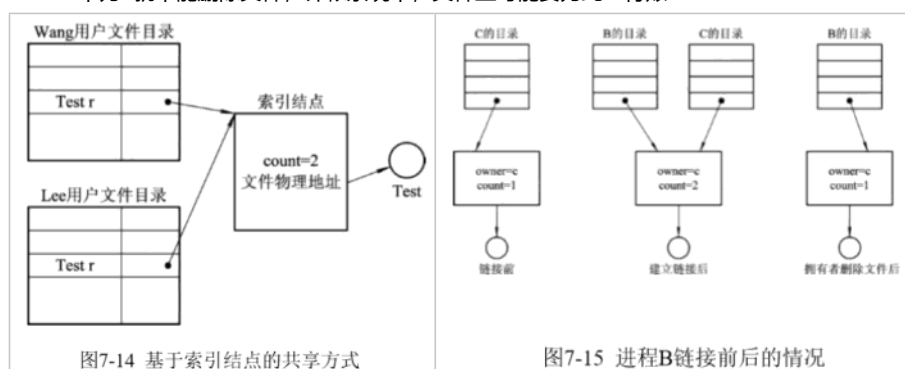 Wang用户文件目录
Test r
索引结点
count=2
文件物理地址
Test
Lee用户文件目录
Test r
图7-14 基于索引结点的共享方式
C的目录
B的目录
C的目录
B的目录
owner=c
count=1
owner=c
count=2
owner=c
count=1
链接前
建立链接后
拥有者删除文件后
图7-15 进程B链接前后的情况